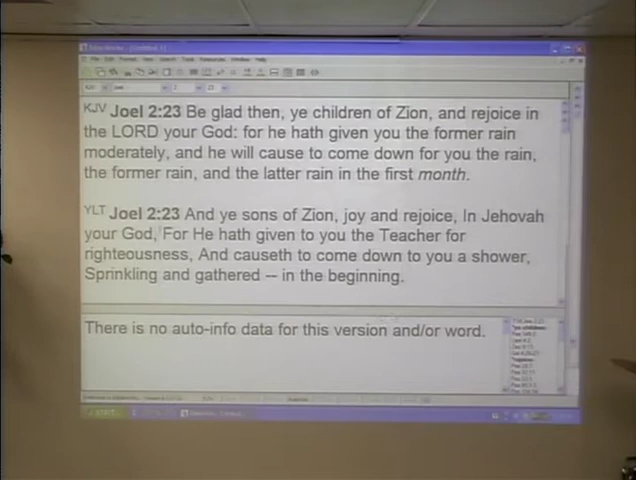 KJV Joel 2:23 Be glad then, ye children of Zion, and rejoice in
the LORD your God: for he hath given you the former rain
moderately, and he will cause to come down for you the rain,
the former rain, and the latter rain in the first month.
YLT Joel 2:23 And ye sons of Zion, joy and rejoice, In Jehovah
your God, For He hath given to you the Teacher for
righteousness, And causeth to come down to you a shower,
Sprinkling and gathered -- in the beginning.
There is no auto-info data for this version and/or word.